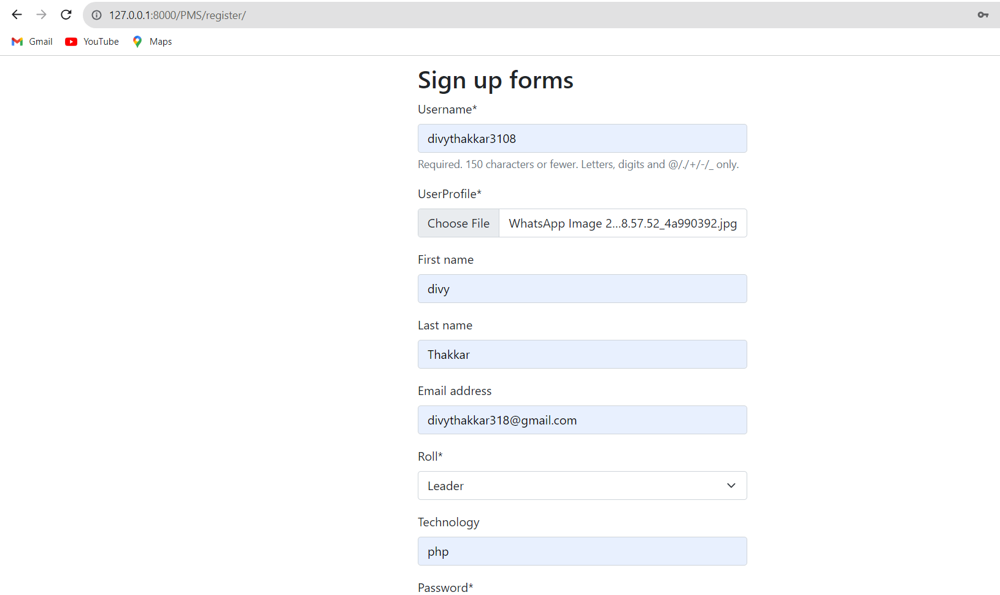 127.0.0.1:8000/PMS/register/
Gmail YouTube Maps
Sign up forms
Username*
divythakkar3108
Required. 150 characters or fewer. Letters, digits and @/./+/-/_ only.
UserProfile*
Choose File WhatsApp Image 2...8.57.52_4a990392.jpg
First name
divy
Last name
Thakkar
Email address
divythakkar318@gmail.com
Roll*
Leader
Technology
php
Password*